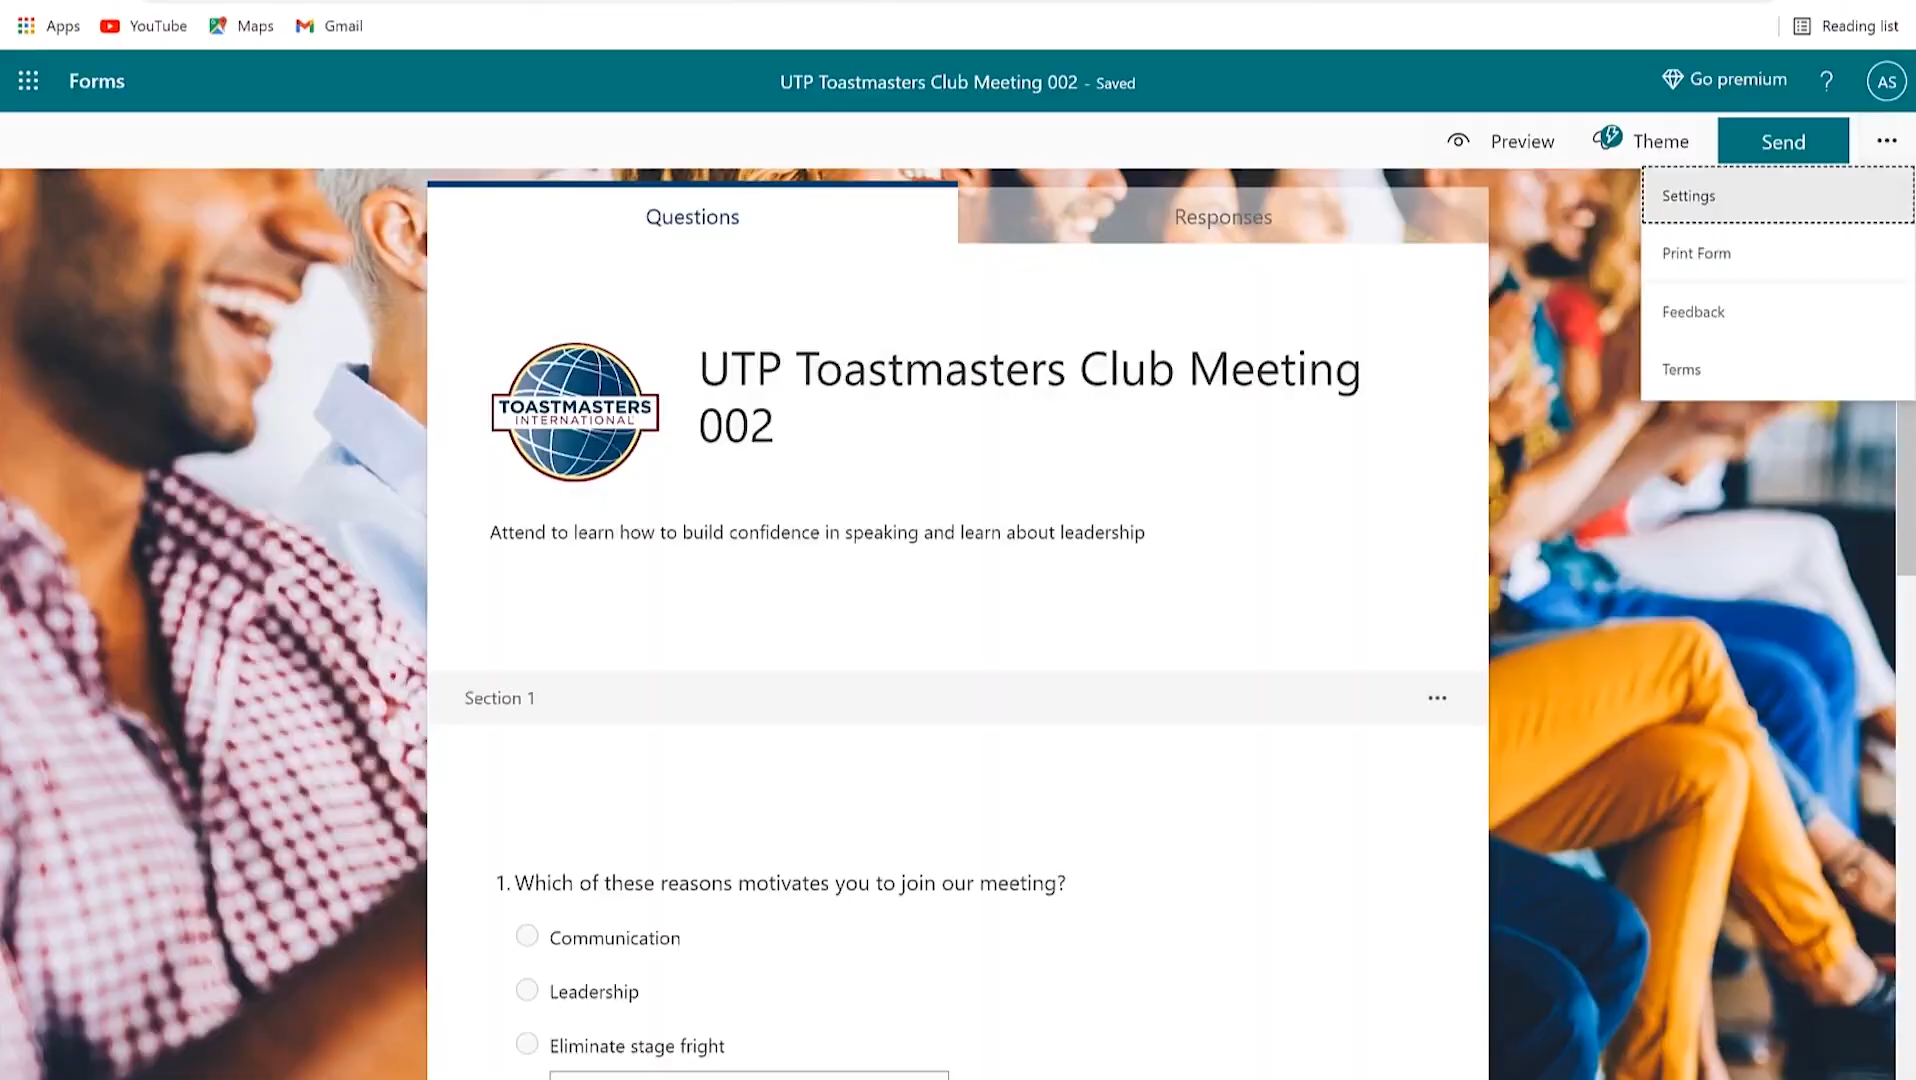 Apps YouTube Maps Gmail Reading list
Forms UTP Toastmasters Club Meeting 002 - Saved Go premium ? AS
Preview Theme Send
Questions Responses
Settings
Print Form
Feedback
Terms
TOASTMASTERS
INTERNATIONAL
UTP Toastmasters Club Meeting
002
Attend to learn how to build confidence in speaking and learn about leadership
Section 1
1. Which of these reasons motivates you to join our meeting?
Communication
Leadership
Eliminate stage fright